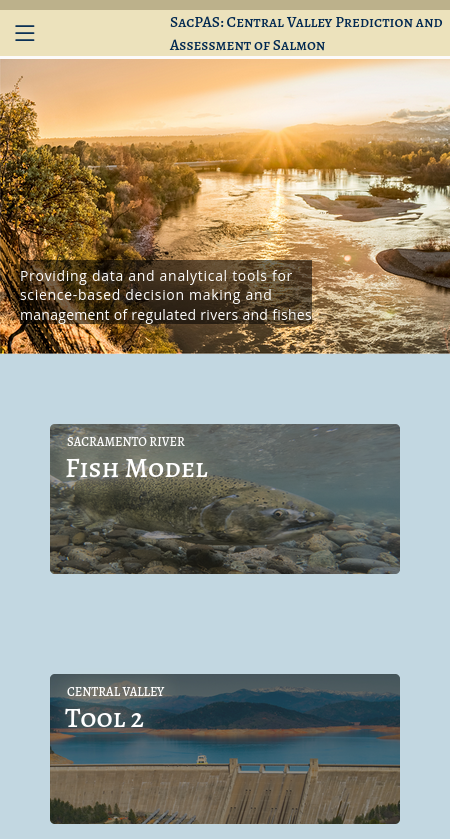 SacPAS: Central Valley Prediction and
Assessment of Salmon
Providing data and analytical tools for
science-based decision making and
management of regulated rivers and fishes
SACRAMENTO RIVER
Fish Model
CENTRAL VALLEY
Tool 2